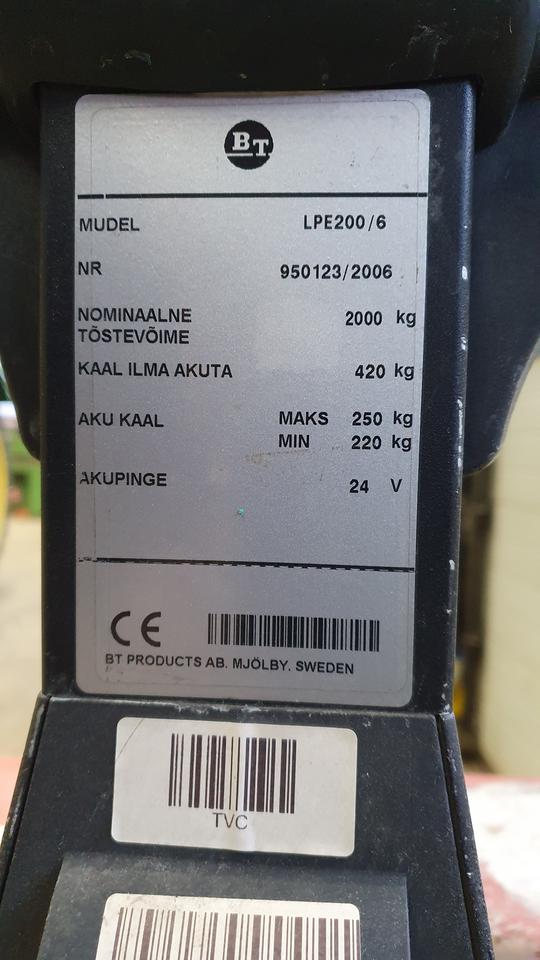 BT
MUDEL LPE200/6
NR 950123/2006
NOMINAALNE 2000 kg
TÕSTEVÕIME
KAAL ILMA AKUTA 420 kg
AKU KAAL MAKS 250 kg
MIN 220 kg
AKUPINGE 24 V
CE
BT PRODUCTS AB. MJÖLBY. SWEDEN
TVC